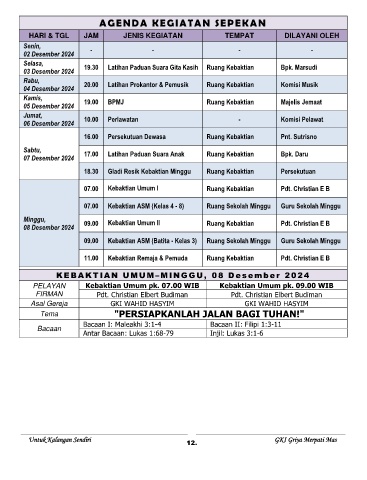 AGENDA KEGIATAN SEPEKAN
HARI & TGL JAM JENIS KEGIATAN TEMPAT DILAYANI OLEH
Senin, 02 Desember 2024 - - - -
Selasa, 03 Desember 2024 19.30 Latihan Paduan Suara Gita Kasih Ruang Kebaktian Bpk. Marsudi
Rabu, 04 Desember 2024 20.00 Latihan Prokantor & Pemusik Ruang Kebaktian Komisi Musik
Kamis, 05 Desember 2024 19.00 BPMJ Ruang Kebaktian Majelis Jemaat
Jumat, 06 Desember 2024 10.00 Perlawatan - Komisi Pelawat
Sabtu, 07 Desember 2024
16.00 Persekutuan Dewasa Ruang Kebaktian Pnt. Sutrisno
17.00 Latihan Paduan Suara Anak Ruang Kebaktian Bpk. Daru
18.30 Gladi Resik Kebaktian Minggu Ruang Kebaktian Persekutuan
Minggu, 08 Desember 2024
07.00 Kebaktian Umum I Ruang Kebaktian Pdt. Christian E B
07.00 Kebaktian ASM (Kelas 4 - 8) Ruang Sekolah Minggu Guru Sekolah Minggu
09.00 Kebaktian Umum II Ruang Kebaktian Pdt. Christian E B
09.00 Kebaktian ASM (Batita - Kelas 3) Ruang Sekolah Minggu Guru Sekolah Minggu
11.00 Kebaktian Remaja & Pemuda Ruang Kebaktian Pdt. Christian E B
KEBAKTIAN UMUM–MINGGU, 08 Desember 2024
PELAYAN FIRMAN Kebaktian Umum pk. 07.00 WIB Kebaktian Umum pk. 09.00 WIB
Pdt. Christian Elbert Budiman Pdt. Christian Elbert Budiman
Asal Gereja GKI WAHID HASYIM GKI WAHID HASYIM
Tema "PERSIAPKANLAH JALAN BAGI TUHAN!"
Bacaan Bacaan I: Maleakhi 3:1-4 Bacaan II: Filipi 1:3-11
Antar Bacaan: Lukas 1:68-79 Injil: Lukas 3:1-6
Untuk Kalangan Sendiri 12. GKI Griya Merpati Mas